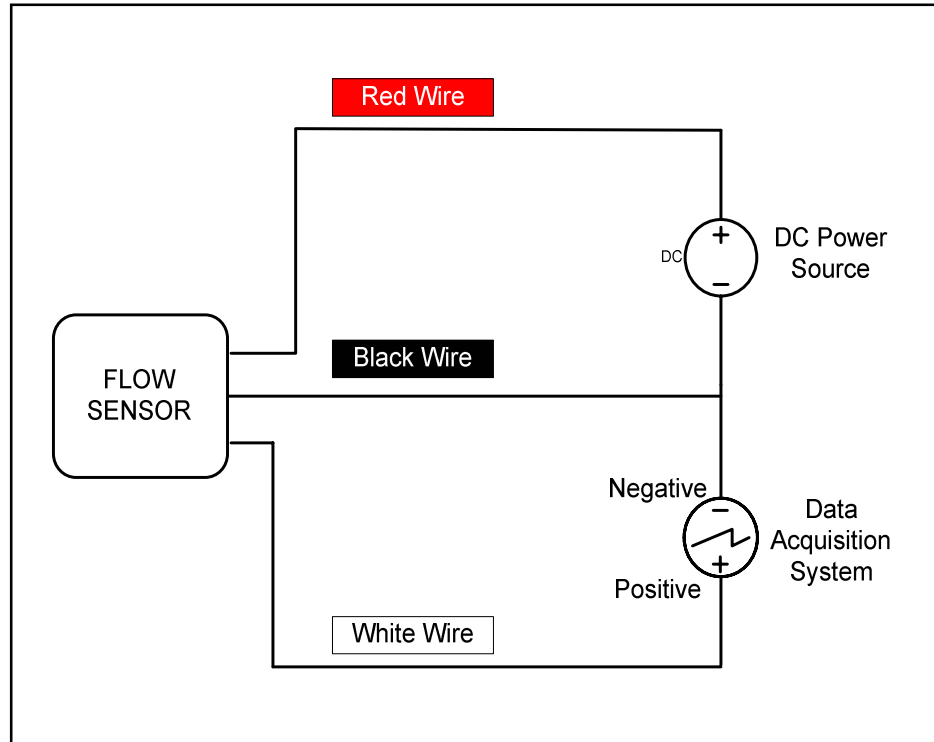 Red Wire
+
DC
–
DC Power
Source
Black Wire
FLOW
SENSOR
Negative
–
+
Data
Acquisition
System
Positive
White Wire